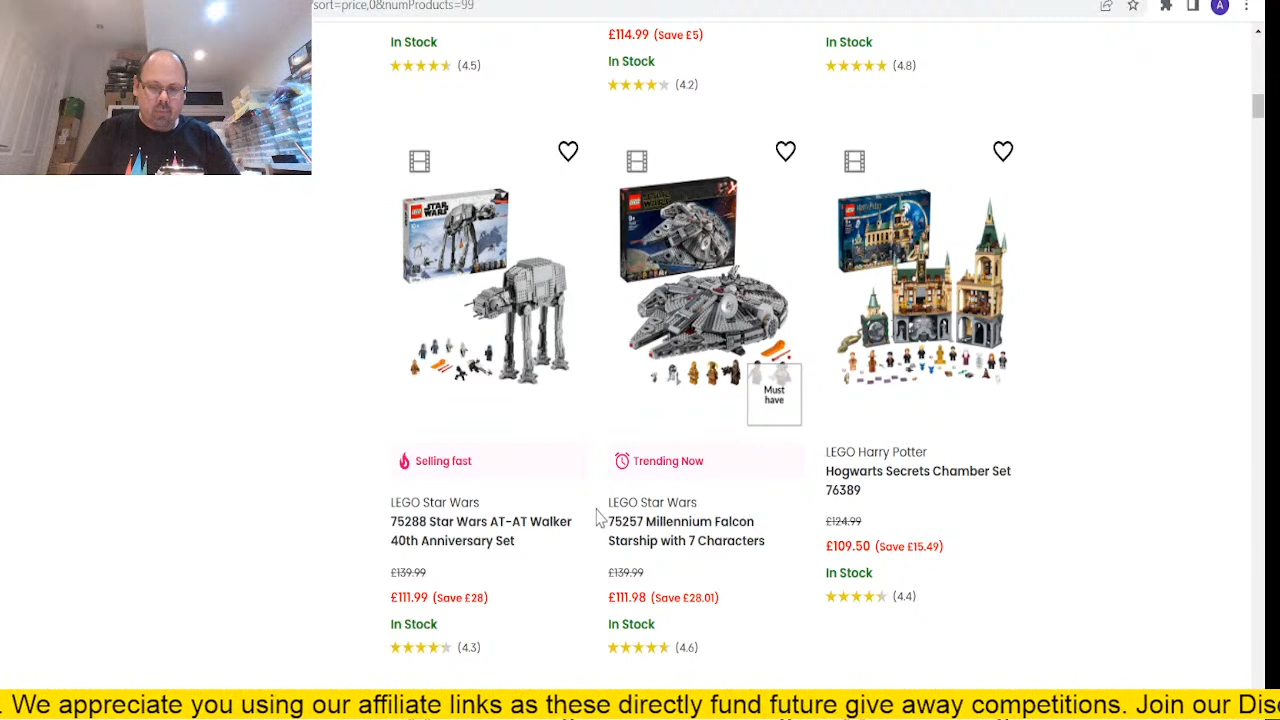 /sort=price,0&numProducts=99
A
£114.99 (Save £5)
In Stock
In Stock
In Stock
(4.5)
(4.2)
(4.8)
STAR WARS
Must have
Selling fast
Trending Now
LEGO Star Wars
75288 Star Wars AT-AT Walker
40th Anniversary Set
£139.99
£111.99 (Save £28)
In Stock
(4.3)
LEGO Star Wars
75257 Millennium Falcon
Starship with 7 Characters
£139.99
£111.98 (Save £28.01)
In Stock
(4.6)
LEGO Harry Potter
Hogwarts Secrets Chamber Set
76389
£124.99
£109.50 (Save £15.49)
In Stock
(4.4)
. We appreciate you using our affiliate links as these directly fund future give away competitions. Join our Dis